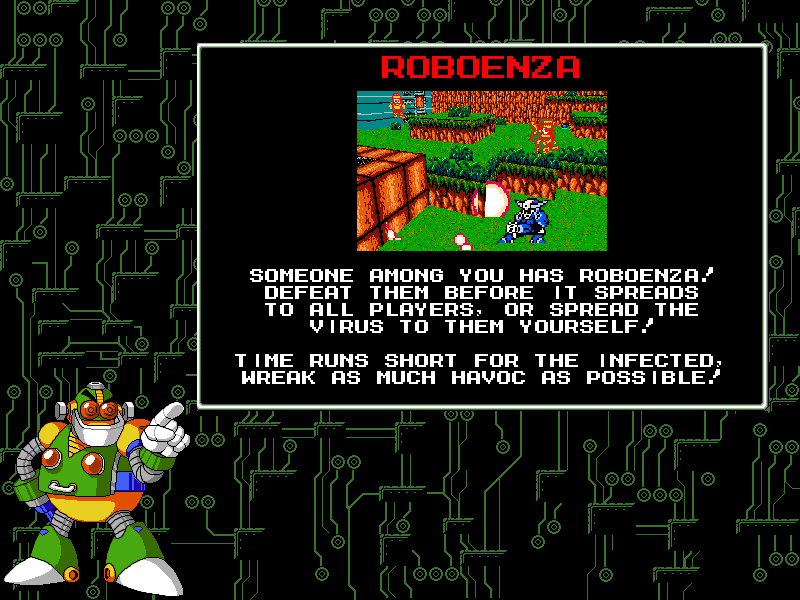 ROBOENZA
SOMEONE AMONG YOU HAS ROBOENZA!
DEFEAT THEM BEFORE IT SPREADS
TO ALL PLAYERS, OR SPREAD THE
VIRUS TO THEM YOURSELF!
TIME RUNS SHORT FOR THE INFECTED,
WREAK AS MUCH HAVOC AS POSSIBLE!